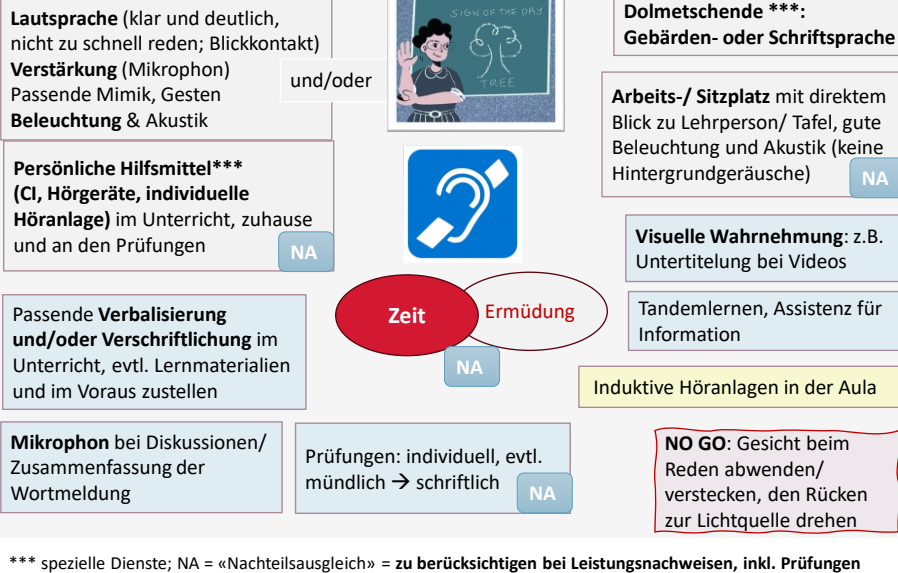 Lautsprache (klar und deutlich,
nicht zu schnell reden; Blickkontakt)
Verstärkung (Mikrophon)
Passende Mimik, Gesten
Beleuchtung & Akustik
und/oder
SIGN OF THE DAY
TREE
Dolmetschende ***:
Gebärden- oder Schriftsprache
Arbeits-/ Sitzplatz mit direktem
Blick zu Lehrperson/ Tafel, gute
Beleuchtung und Akustik (keine
Hintergrundgeräusche)
NA
Persönliche Hilfsmittel***
(CI, Hörgeräte, individuelle
Höranlage) im Unterricht, zuhause
und an den Prüfungen
NA
Visuelle Wahrnehmung: z.B.
Untertitelung bei Videos
Zeit
Ermüdung
NA
Tandemlernen, Assistenz für
Information
Passende Verbalisierung
und/oder Verschriftlichung im
Unterricht, evtl. Lernmaterialien
und im Voraus zustellen
Induktive Höranlagen in der Aula
Mikrophon bei Diskussionen/
Zusammenfassung der
Wortmeldung
Prüfungen: individuell, evtl.
mündlich → schriftlich
NA
NO GO: Gesicht beim
Reden abwenden/
verstecken, den Rücken
zur Lichtquelle drehen
*** spezielle Dienste; NA = «Nachteilsausgleich» = zu berücksichtigen bei Leistungsnachweisen, inkl. Prüfungen